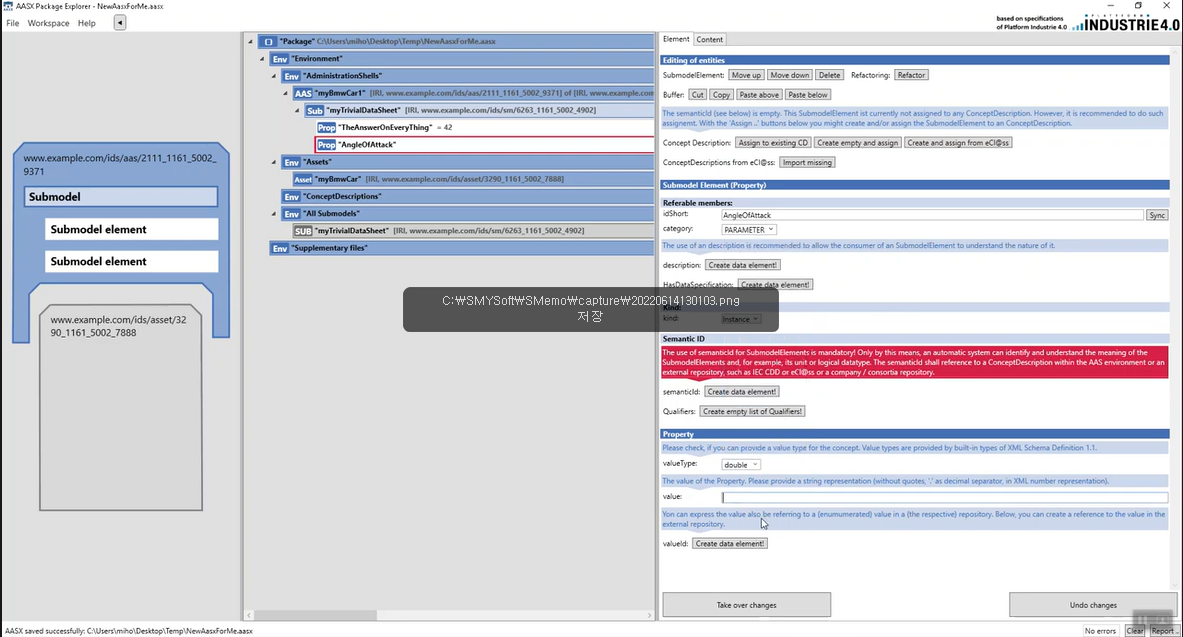 AASX Package Explorer - NewAasxForMe.aasx
File Workspace Help
based on specifications
of Platform Industrie 4.0
PLATTFORM
INDUSTRIE4.0
www.example.com/ids/aas/2111_1161_5002_
9371
Submodel
Submodel element
Submodel element
www.example.com/ids/asset/32
90_1161_5002_7888
"Package" C:\Users\miho\Desktop\Temp\NewAasxForMe.aasx
Env "Environment"
Env "AdministrationShells"
AAS "myBmwCar1" [IRI, www.example.com/ids/aas/2111_1161_5002_9371] of [IRI, www.example.com
Sub "myTrivialDataSheet" [IRI, www.example.com/ids/sm/6263_1161_5002_4902]
Prop "TheAnswerOnEveryThing" = 42
Prop "AngleOfAttack"
Env "Assets"
Asset "myBmwCar" [IRI, www.example.com/ids/asset/3290_1161_5002_7888]
Env "ConceptDescriptions"
Env "All Submodels"
SUB "myTrivialDataSheet" [IRI, www.example.com/ids/sm/6263_1161_5002_4902]
Env "Supplementary files"
Element Content
Editing of entities
SubmodelElement: Move up Move down Delete Refactoring: Refactor
Buffer: Cut Copy Paste above Paste below
The semanticId (see below) is empty. This SubmodelElement ist currently not assigned to any ConceptDescription. However, it is recommended to do such
assignemt. With the 'Assign ..' buttons below you might create and/or assign the SubmodelElement to an ConceptDescription.
Concept Description: Assign to existing CD Create empty and assign Create and assign from eCl@ss
ConceptDescriptions from eCl@ss: Import missing
Submodel Element (Property)
Referable members:
idShort: AngleOfAttack Sync
category: PARAMETER
The use of an description is recommended to allow the consumer of an SubmodelElement to understand the nature of it.
description: Create data element!
HasDataSpecification: Create data element!
Kind:
kind: Instance
C:\SMYSoft\SMemo\capture\20220614130103.png
저장
Semantic ID
The use of semanticId for SubmodelElements is mandatory! Only by this means, an automatic system can identify and understand the meaning of the
SubmodelElements and, for example, its unit or logical datatype. The semanticId shall reference to a ConceptDescription within the AAS environment or an
external repository, such as IEC CDD or eCl@ss or a company / consortia repository.
semanticId: Create data element!
Qualifiers: Create empty list of Qualifiers!
Property
Please check, if you can provide a value type for the concept. Value types are provided by built-in types of XML Schema Definition 1.1.
valueType: double
The value of the Property. Please provide a string representation (without quotes, '.' as decimal separator, in XML number representation).
value:
Yon can express the value also be referring to a (enumumerated) value in a (the respective) repository. Below, you can create a reference to the value in the
external repository.
valueId: Create data element!
Take over changes Undo changes
AASX saved successfully: C:\Users\miho\Desktop\Temp\NewAasxForMe.aasx
No errors Clear Report..